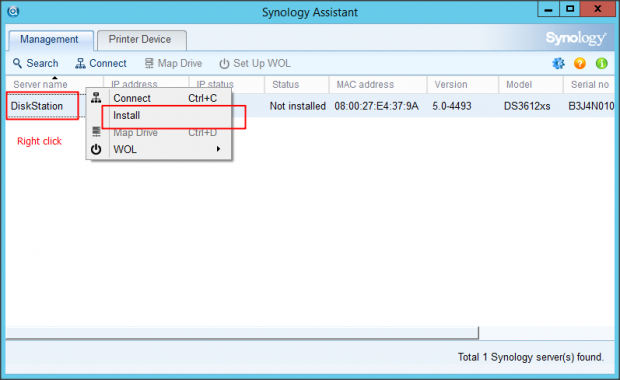 Synology Assistant
Management Printer Device Synology
Search Connect Map Drive Set Up WOL
Server name IP address IP status Status MAC address Version Model Serial no
DiskStation Not installed 08:00:27:E4:37:9A 5.0-4493 DS3612xs B3J4N010
Connect Ctrl+C
Install
Map Drive Ctrl+D
WOL
Right click
Total 1 Synology server(s) found.